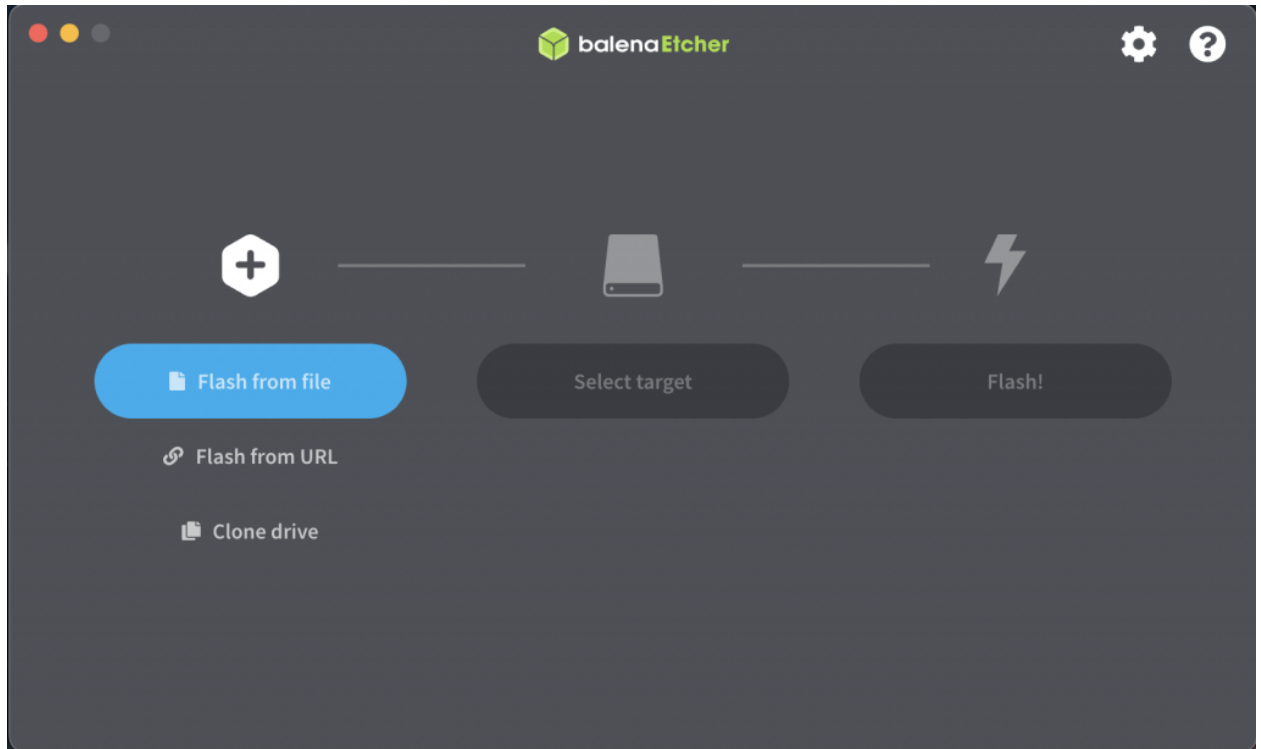 balenaEtcher
Flash from file
Select target
Flash!
Flash from URL
Clone drive